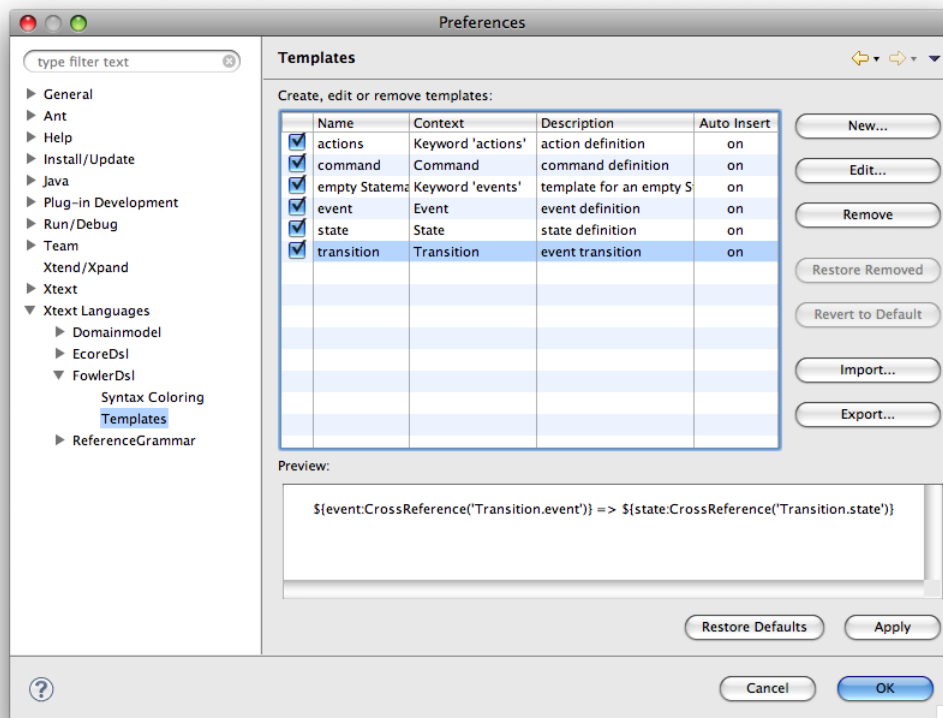 Preferences
type filter text
General
Ant
Help
Install/Update
Java
Plug-in Development
Run/Debug
Team
Xtend/Xpand
Xtext
Xtext Languages
Domainmodel
EcoreDsl
FowlerDsl
Syntax Coloring
Templates
ReferenceGrammar
Templates
Create, edit or remove templates:
Name Context Description Auto Insert
actions Keyword 'actions' action definition on
command Command command definition on
empty Statema Keyword 'events' template for an empty S on
event Event event definition on
state State state definition on
transition Transition event transition on
New...
Edit...
Remove
Restore Removed
Revert to Default
Import...
Export...
Preview:
${event:CrossReference('Transition.event')} => ${state:CrossReference('Transition.state')}
Restore Defaults Apply
? Cancel OK